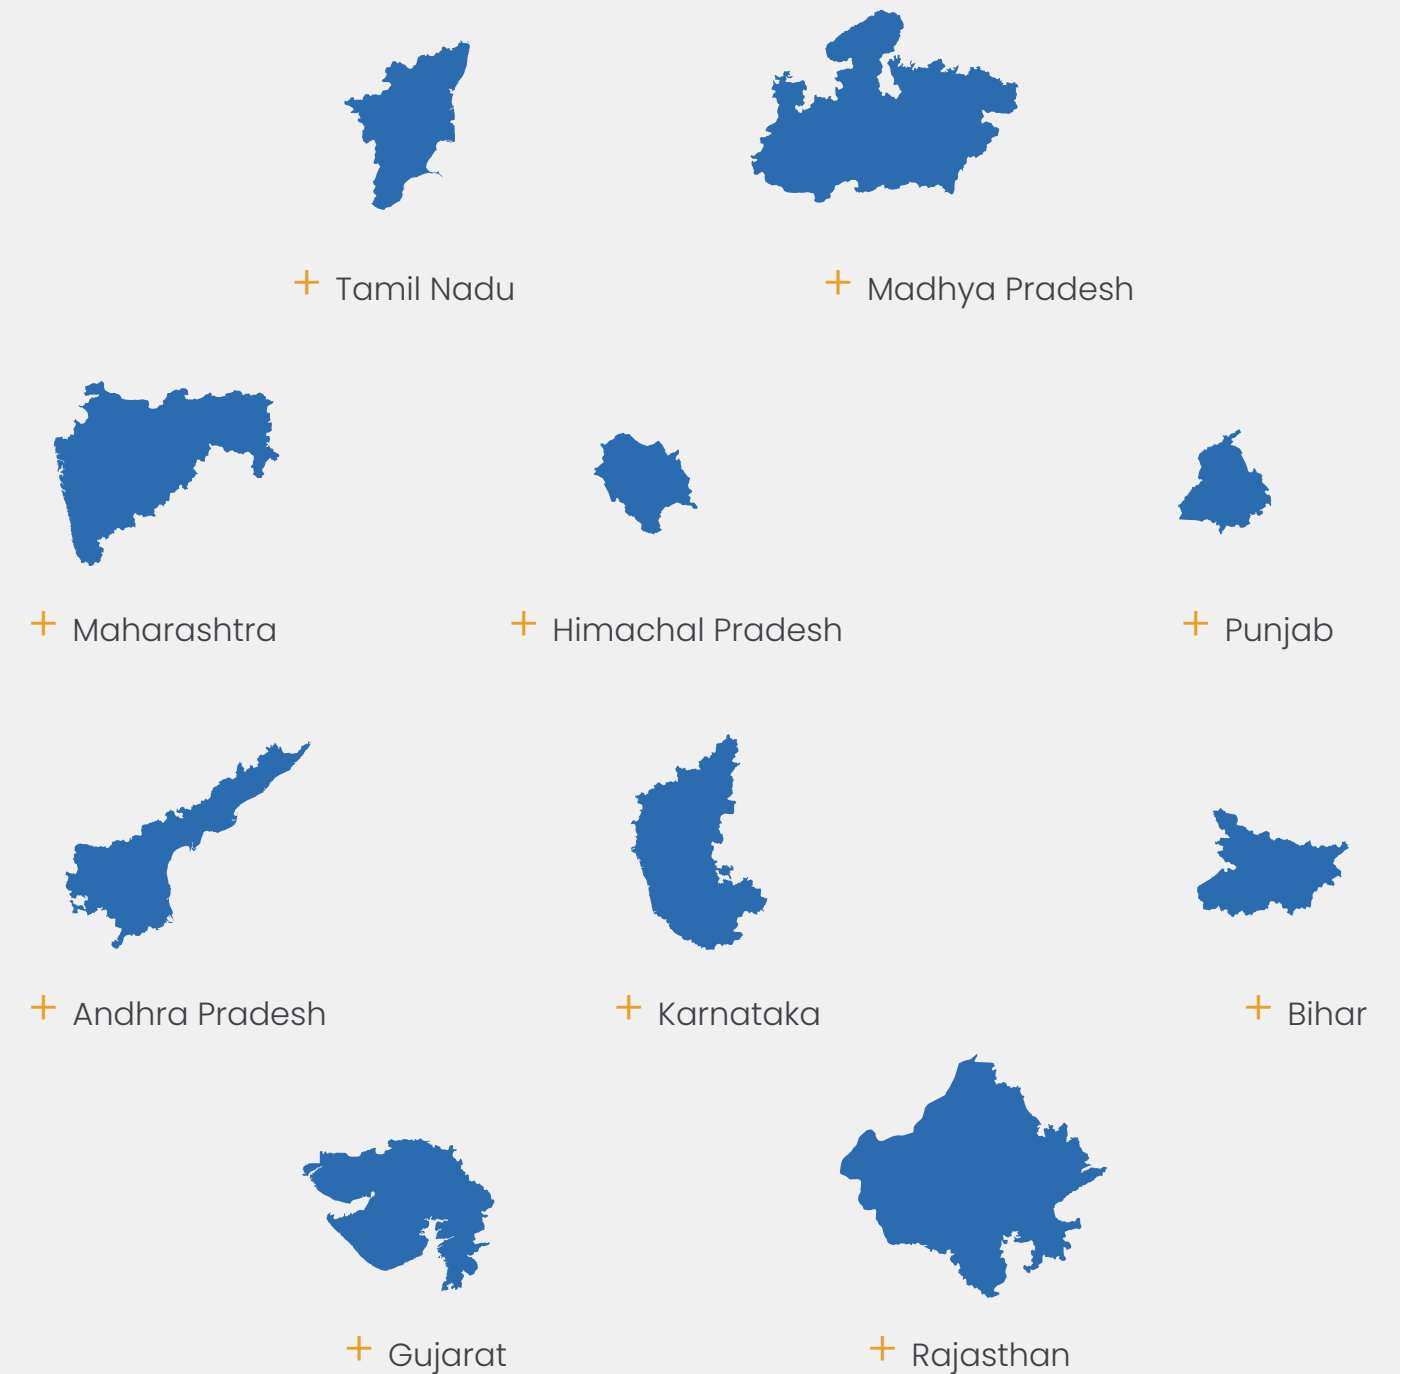 + Tamil Nadu
+ Madhya Pradesh
+ Maharashtra
+ Himachal Pradesh
+ Punjab
+ Andhra Pradesh
+ Karnataka
+ Bihar
+ Gujarat
+ Rajasthan